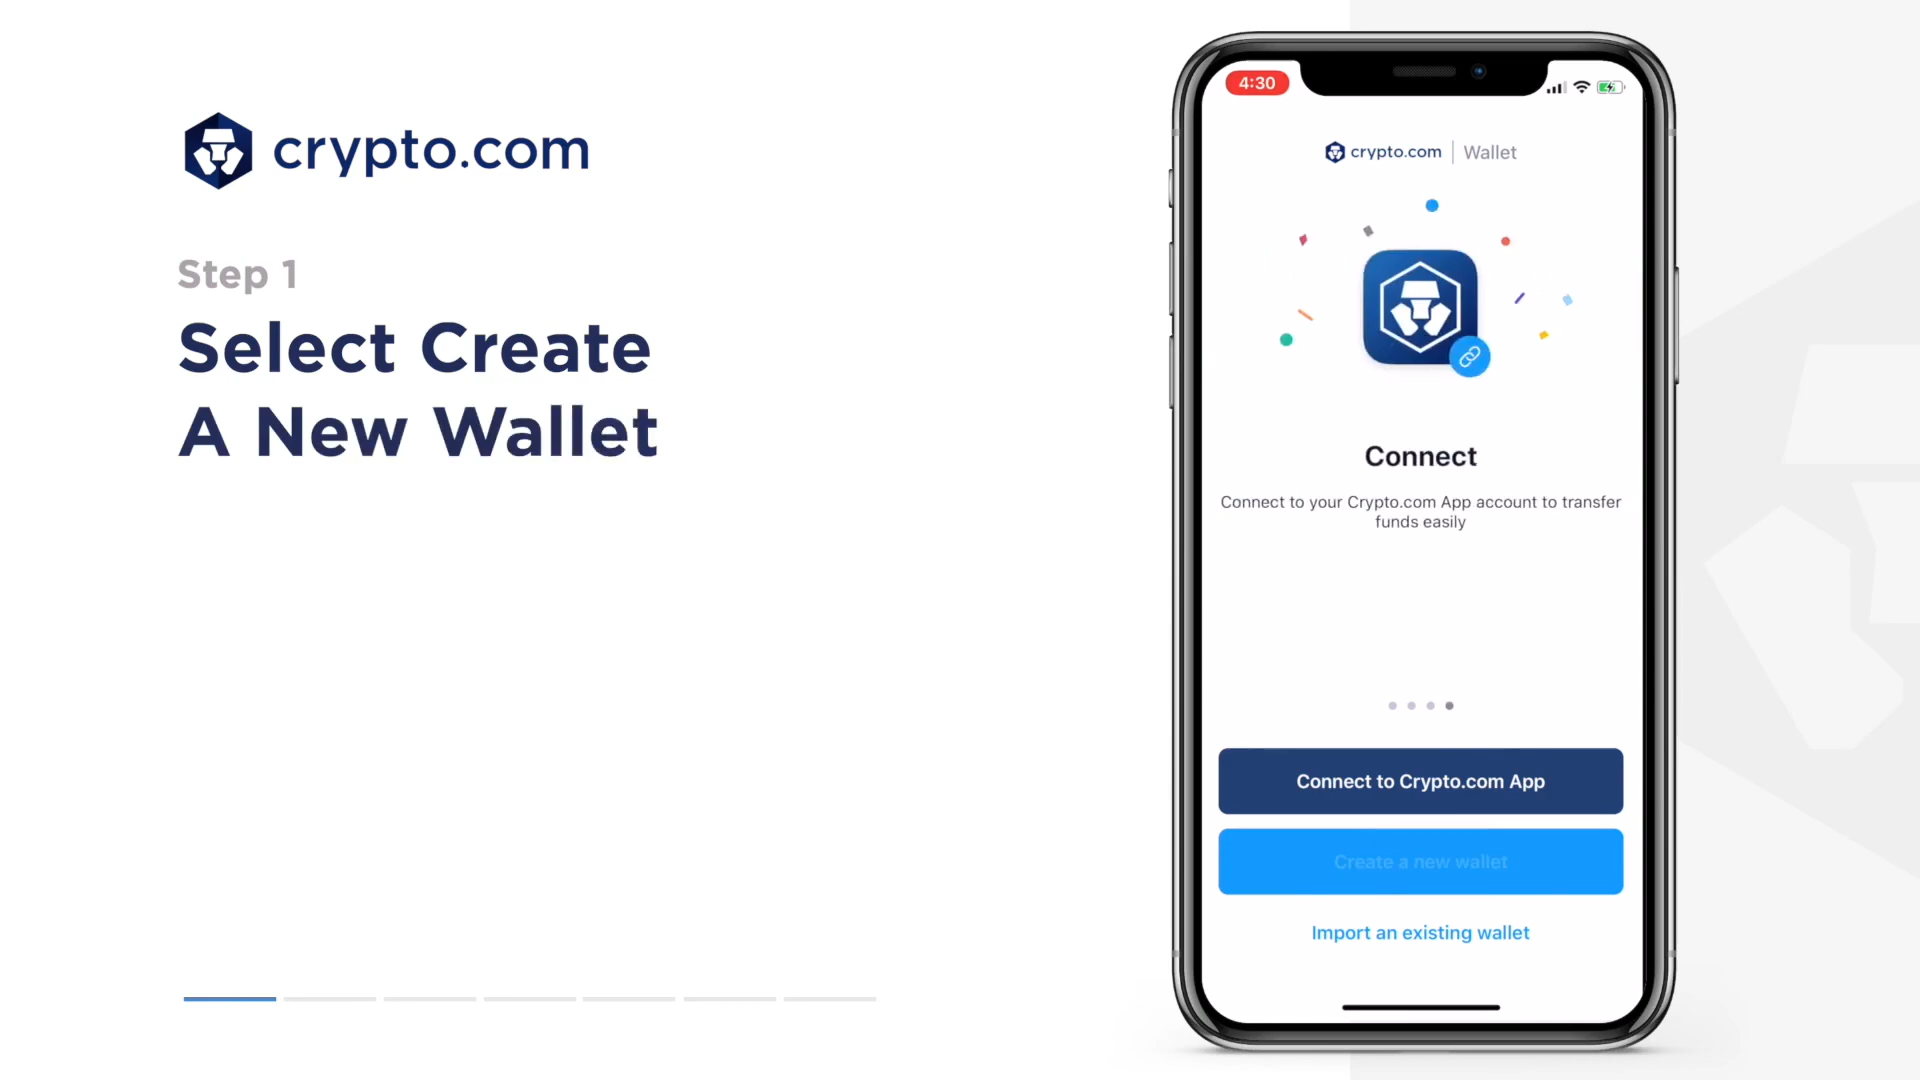 crypto.com
Step 1
Select Create
A New Wallet
4:30
crypto.com | Wallet
Connect
Connect to your Crypto.com App account to transfer
funds easily
Connect to Crypto.com App
Create a new wallet
Import an existing wallet